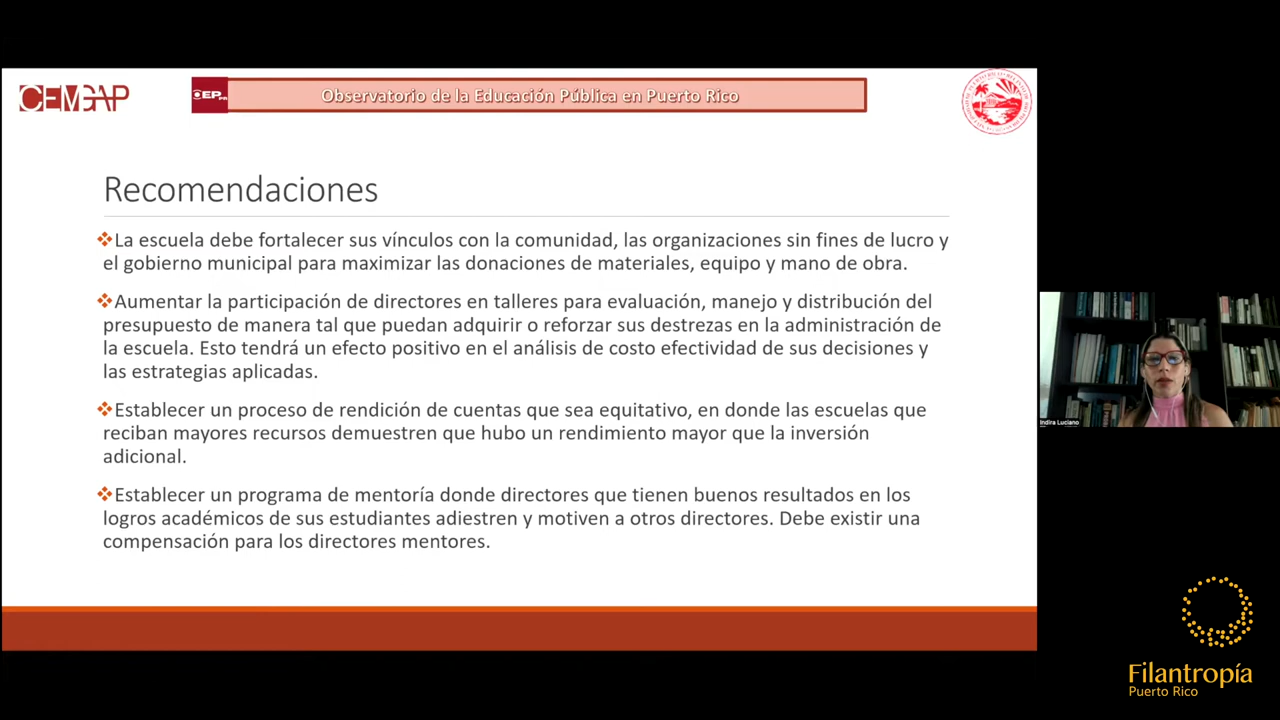 CEMGAP
OEP PR
Observatorio de la Educación Pública en Puerto Rico
Recomendaciones
❖La escuela debe fortalecer sus vínculos con la comunidad, las organizaciones sin fines de lucro y
el gobierno municipal para maximizar las donaciones de materiales, equipo y mano de obra.
❖Aumentar la participación de directores en talleres para evaluación, manejo y distribución del
presupuesto de manera tal que puedan adquirir o reforzar sus destrezas en la administración de
la escuela. Esto tendrá un efecto positivo en el análisis de costo efectividad de sus decisiones y
las estrategias aplicadas.
❖Establecer un proceso de rendición de cuentas que sea equitativo, en donde las escuelas que
reciban mayores recursos demuestren que hubo un rendimiento mayor que la inversión
adicional.
❖Establecer un programa de mentoría donde directores que tienen buenos resultados en los
logros académicos de sus estudiantes adiestren y motiven a otros directores. Debe existir una
compensación para los directores mentores.
Indira Luciano
Filantropía
Puerto Rico